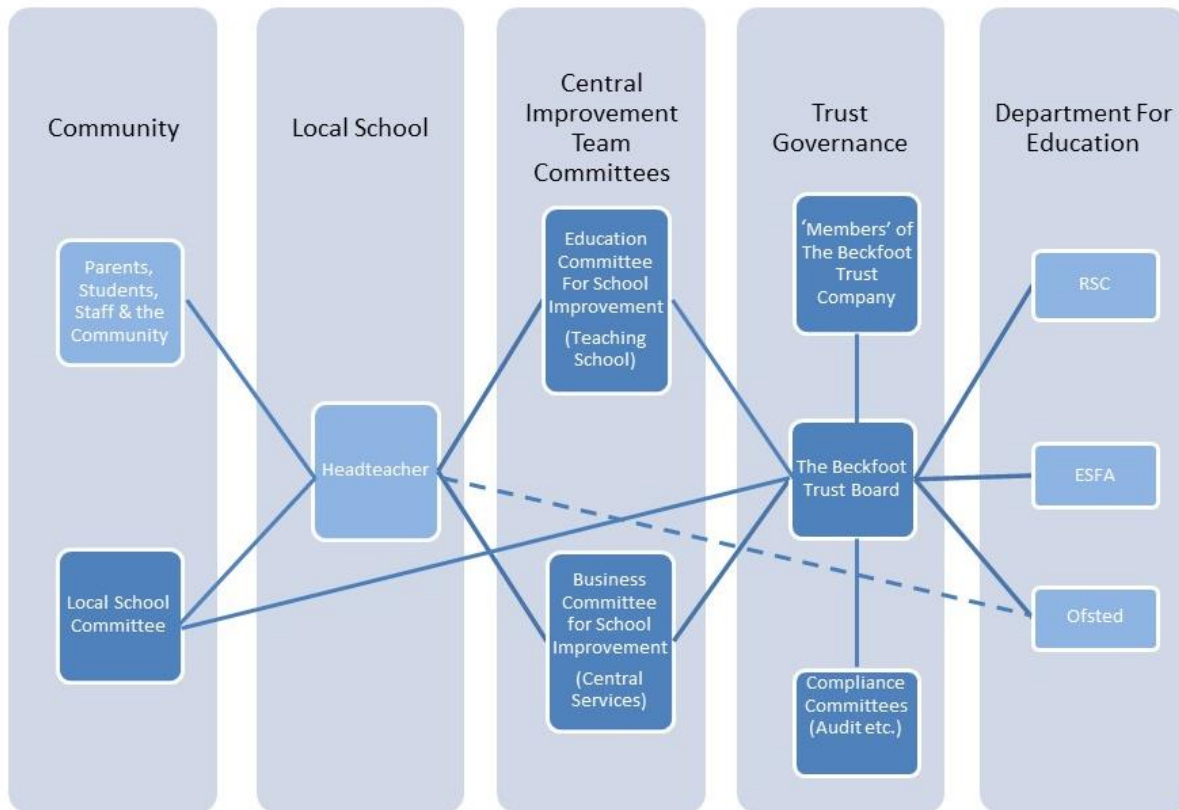 Community
Parents,
Students,
Staff & the
Community
Local School
Committee
Local School
Headteacher
Central
Improvement
Team
Committees
Education
Committee
For School
Improvement
(Teaching
School)
Business
Committee
for School
Improvement
(Central
Services)
Trust
Governance
‘Members’ of
The Beckfoot
Trust
Company
The Beckfoot
Trust Board
Compliance
Committees
(Audit etc.)
Department For
Education
RSC
ESFA
Ofsted